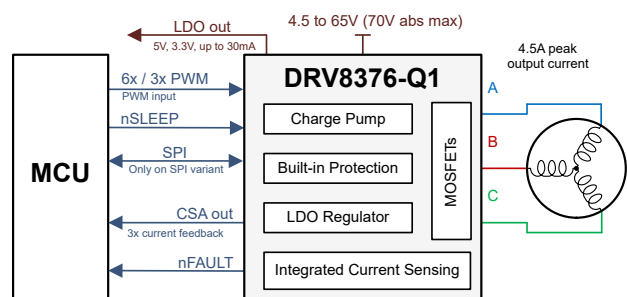 LDO out
5V, 3.3V, up to 30mA
4.5 to 65V (70V abs max)
4.5A peak
output current
MCU
6x / 3x PWM
PWM input
nSLEEP
SPI
Only on SPI variant
CSA out
3x current feedback
nFAULT
DRV8376-Q1
Charge Pump
Built-in Protection
LDO Regulator
Integrated Current Sensing
MOSFETs
A
B
C